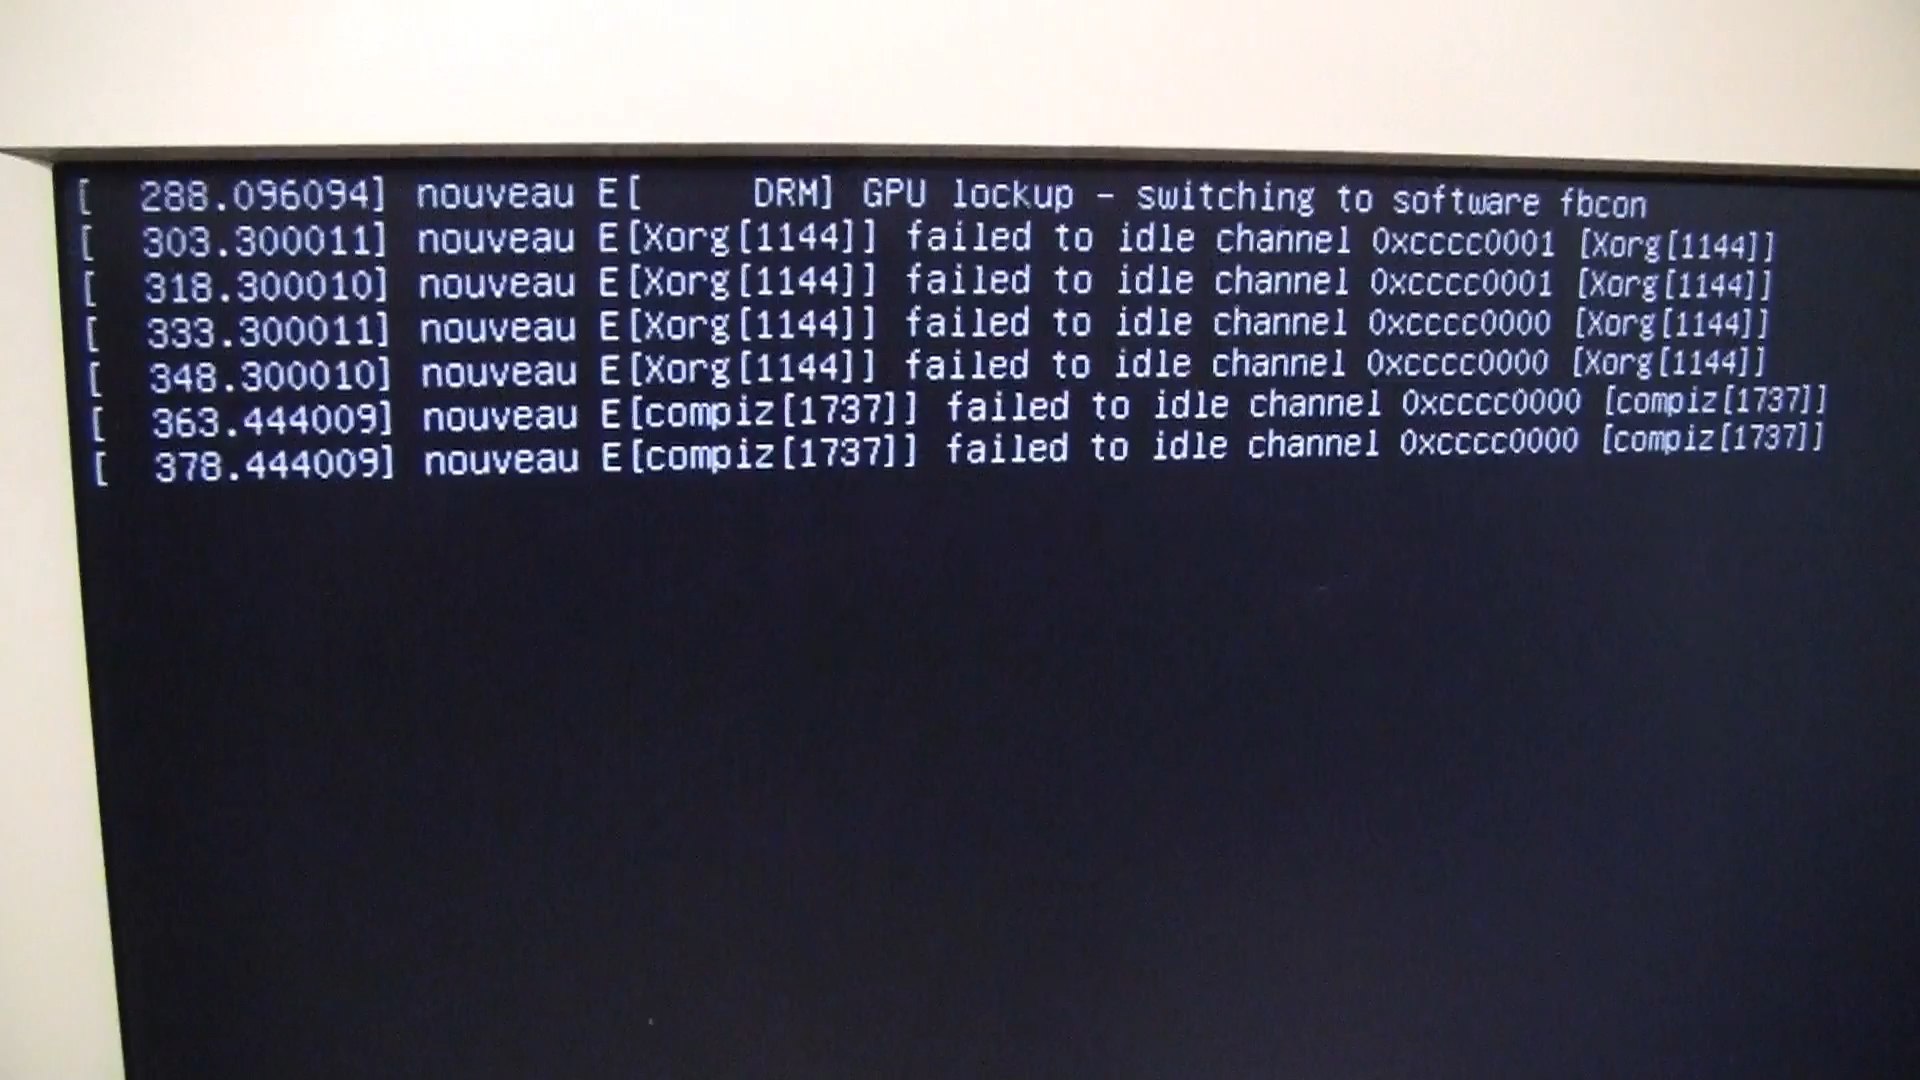 [  288.096094] nouveau E[     DRM] GPU lockup - switching to software fbcon
[  303.300011] nouveau E[Xorg[1144]] failed to idle channel 0xcccc0001 [Xorg[1144]]
[  318.300010] nouveau E[Xorg[1144]] failed to idle channel 0xcccc0001 [Xorg[1144]]
[  333.300011] nouveau E[Xorg[1144]] failed to idle channel 0xcccc0000 [Xorg[1144]]
[  348.300010] nouveau E[Xorg[1144]] failed to idle channel 0xcccc0000 [Xorg[1144]]
[  363.444009] nouveau E[compiz[1737]] failed to idle channel 0xcccc0000 [compiz[1737]]
[  378.444009] nouveau E[compiz[1737]] failed to idle channel 0xcccc0000 [compiz[1737]]